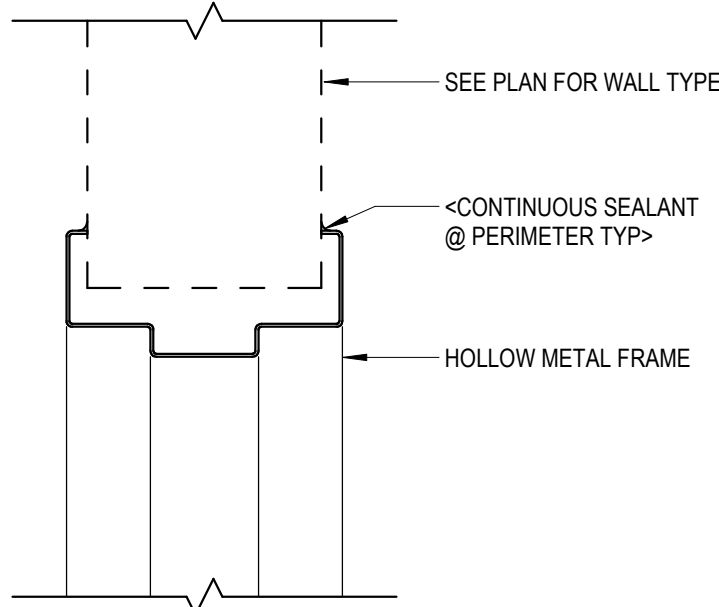 SEE PLAN FOR WALL TYPE
<CONTINUOUS SEALANT
@ PERIMETER TYP>
HOLLOW METAL FRAME